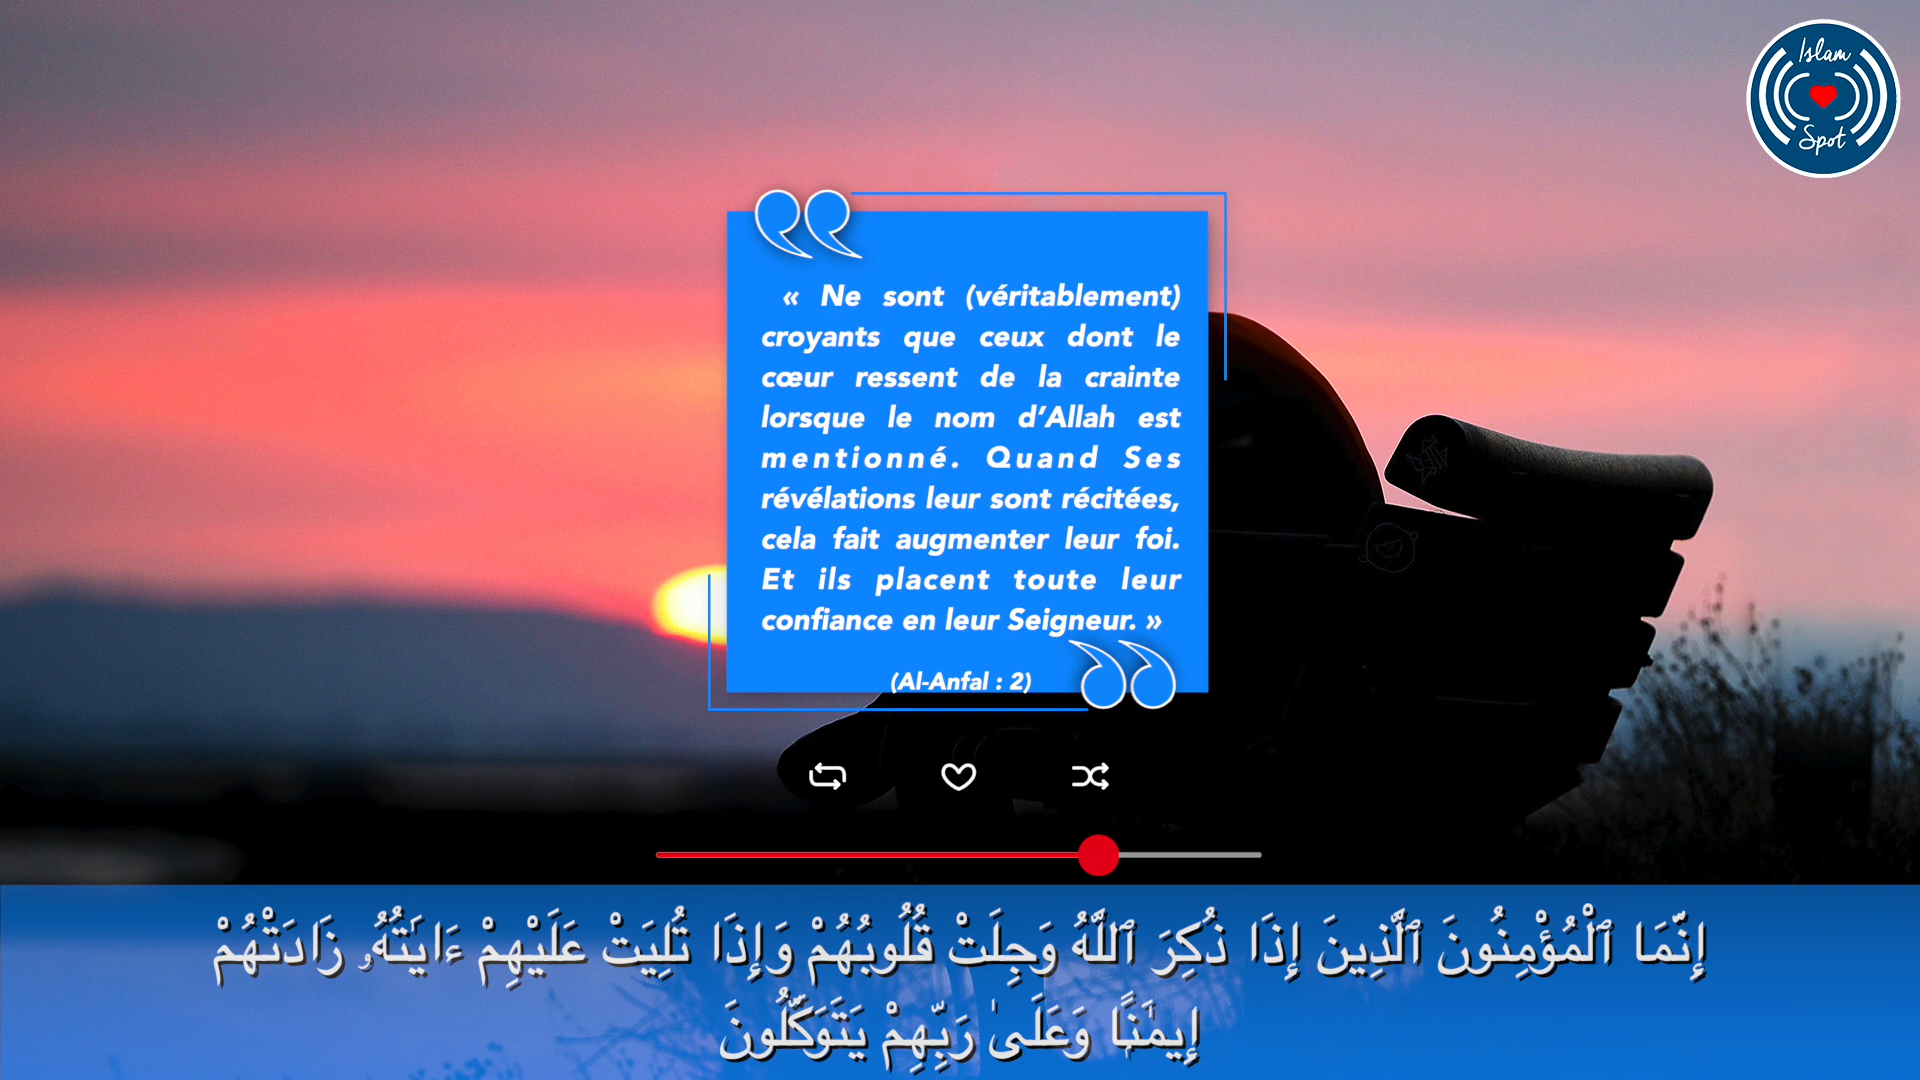 Islam
Spot
« Ne sont (véritablement)
croyants que ceux dont le
cœur ressent de la crainte
lorsque le nom d’Allah est
mentionné. Quand Ses
révélations leur sont récitées,
cela fait augmenter leur foi.
Et ils placent toute leur
confiance en leur Seigneur. »
(Al-Anfal : 2)
إِنَّمَا ٱلْمُؤْمِنُونَ ٱلَّذِينَ إِذَا ذُكِرَ ٱللَّهُ وَجِلَتْ قُلُوبُهُمْ وَإِذَا تُلِيَتْ عَلَيْهِمْ ءَايَـٰتُهُۥ زَادَتْهُمْ
إِيمَـٰنًا وَعَلَىٰ رَبِّهِمْ يَتَوَكَّلُونَ